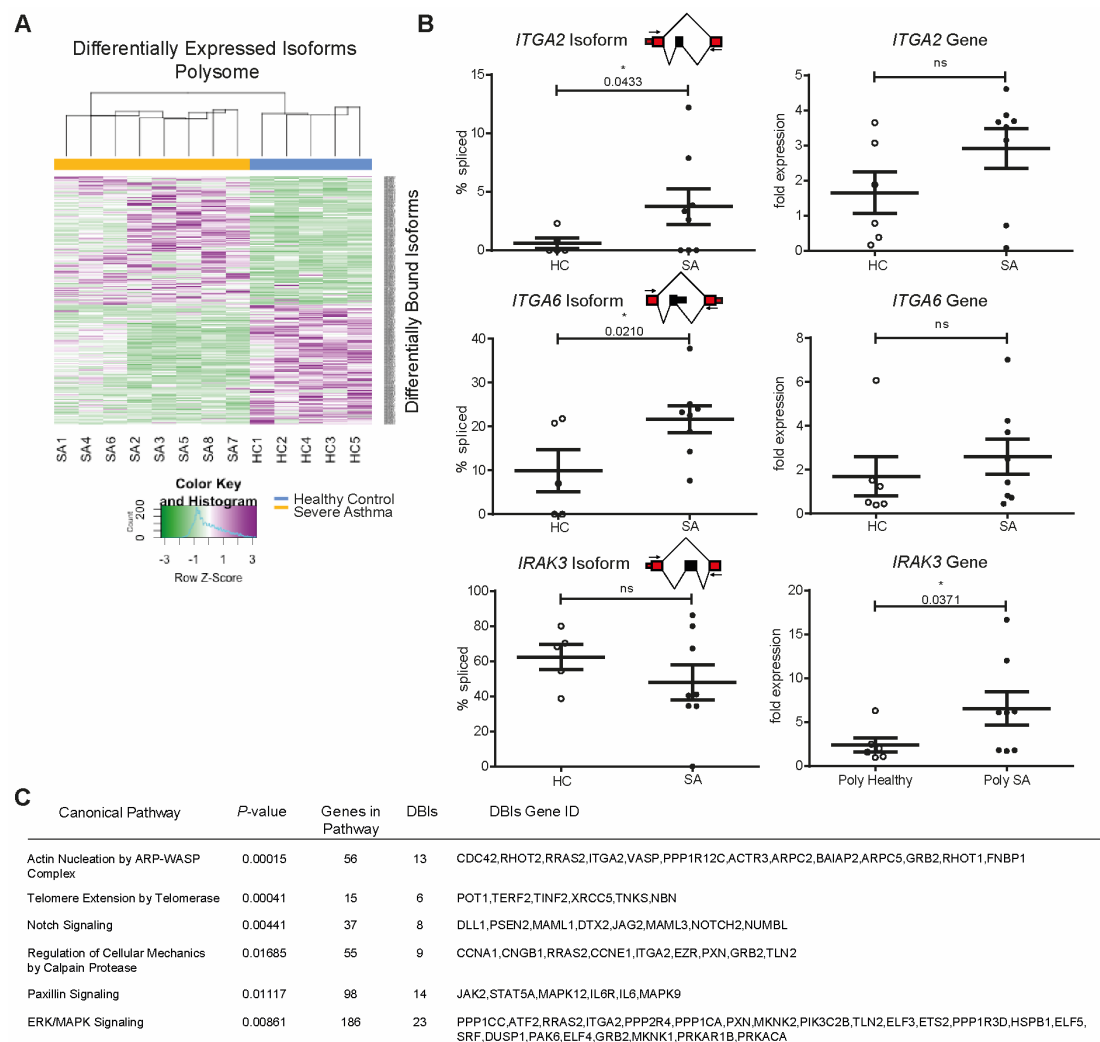 A
Differentially Expressed Isoforms
Polysome
Differentially Bound Isoforms
SA1
SA4
SA6
SA2
SA3
SA5
SA8
SA7
HC1
HC2
HC4
HC3
HC5
Color Key
and Histogram
Count
0
200
-3
-1
1
3
Row Z-Score
Healthy Control
Severe Asthma
B
ITGA2 Isoform
*
0.0433
% spliced
15
10
5
0
HC
SA
ITGA2 Gene
ns
fold expression
5
4
3
2
1
0
HC
SA
ITGA6 Isoform
*
0.0210
% spliced
40
30
20
10
0
HC
SA
ITGA6 Gene
ns
fold expression
8
6
4
2
0
HC
SA
IRAK3 Isoform
ns
% spliced
100
80
60
40
20
0
HC
SA
IRAK3 Gene
*
0.0371
fold expression
20
15
10
5
0
Poly Healthy
Poly SA
C
Canonical Pathway P-value Genes in Pathway DBIs DBIs Gene ID
Actin Nucleation by ARP-WASP Complex 0.00015 56 13 CDC42,RHOT2,RRAS2,ITGA2,VASP,PPP1R12C,ACTR3,ARPC2,BAIAP2,ARPC5,GRB2,RHOT1,FNBP1
Telomere Extension by Telomerase 0.00041 15 6 POT1,TERF2,TINF2,XRCC5,TNKS,NBN
Notch Signaling 0.00441 37 8 DLL1,PSEN2,MAML1,DTX2,JAG2,MAML3,NOTCH2,NUMBL
Regulation of Cellular Mechanics by Calpain Protease 0.01685 55 9 CCNA1,CNGB1,RRAS2,CCNE1,ITGA2,EZR,PXN,GRB2,TLN2
Paxillin Signaling 0.01117 98 14 JAK2,STAT5A,MAPK12,IL6R,IL6,MAPK9
ERK/MAPK Signaling 0.00861 186 23 PPP1CC,ATF2,RRAS2,ITGA2,PPP2R4,PPP1CA,PXN,MKNK2,PIK3C2B,TLN2,ELF3,ETS2,PPP1R3D,HSPB1,ELF5,
SRF,DUSP1,PAK6,ELF4,GRB2,MKNK1,PRKAR1B,PRKACA